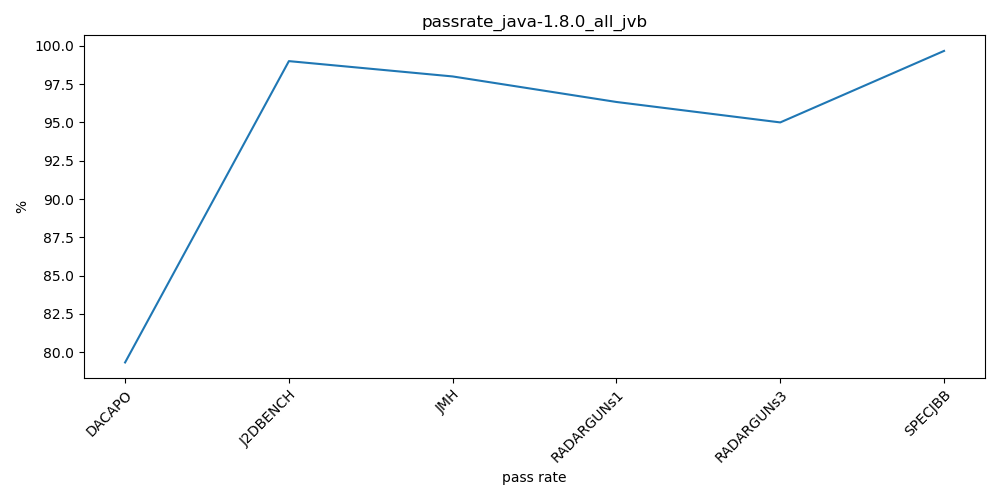 passrate_java-1.8.0_all_jvb
100.0
97.5
95.0
92.5
90.0
87.5
85.0
82.5
80.0
%
DACAPO
J2DBENCH
JMH
RADARGUNs1
RADARGUNs3
SPECJBB
pass rate